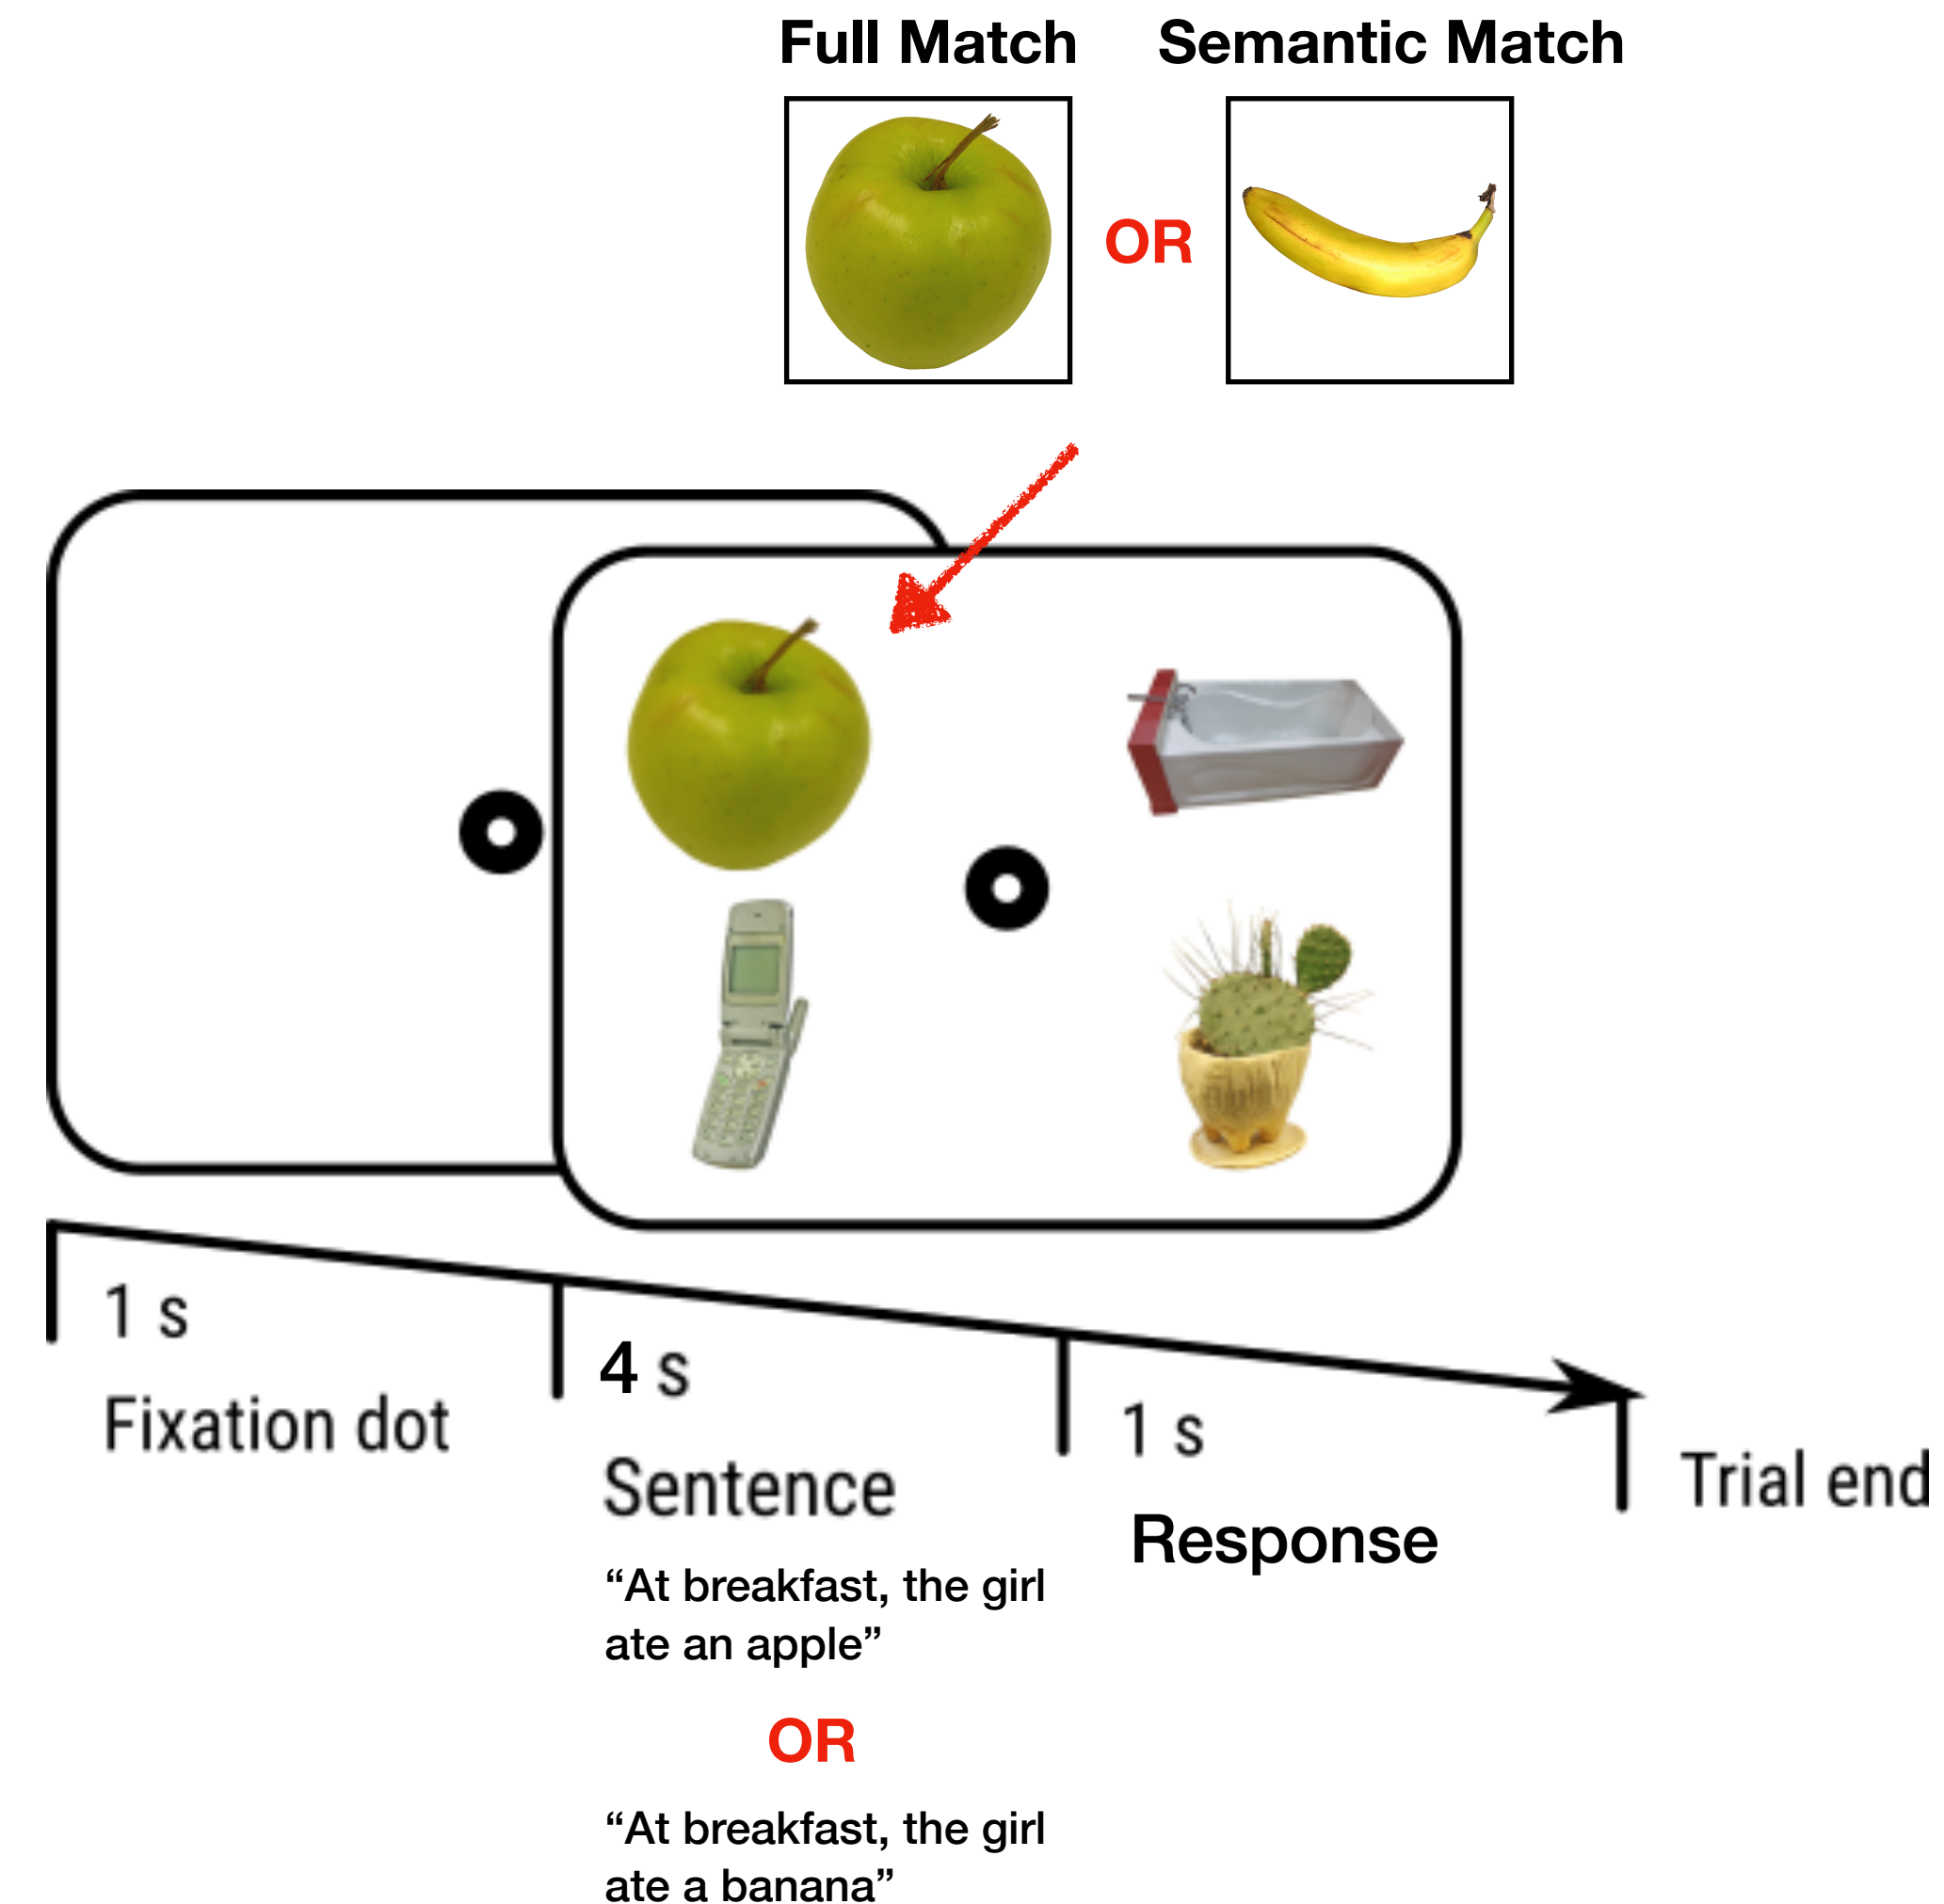 Full Match
Semantic Match
OR
1 s
Fixation dot
4 s
Sentence
“At breakfast, the girl
ate an apple”
OR
“At breakfast, the girl
ate a banana”
1 s
Response
Trial end